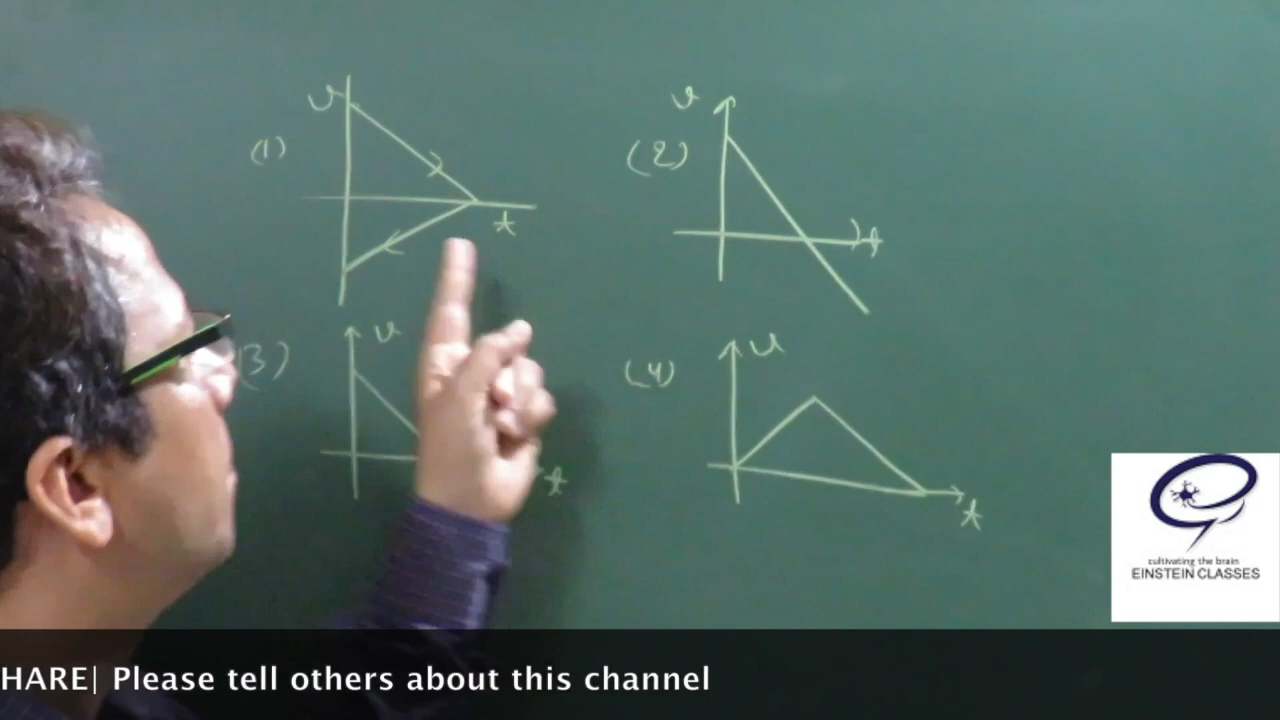 v
(1)
t
v
(2)
t
v
(3)
t
v
(4)
t
cultivating the brain
EINSTEIN CLASSES
HARE| Please tell others about this channel